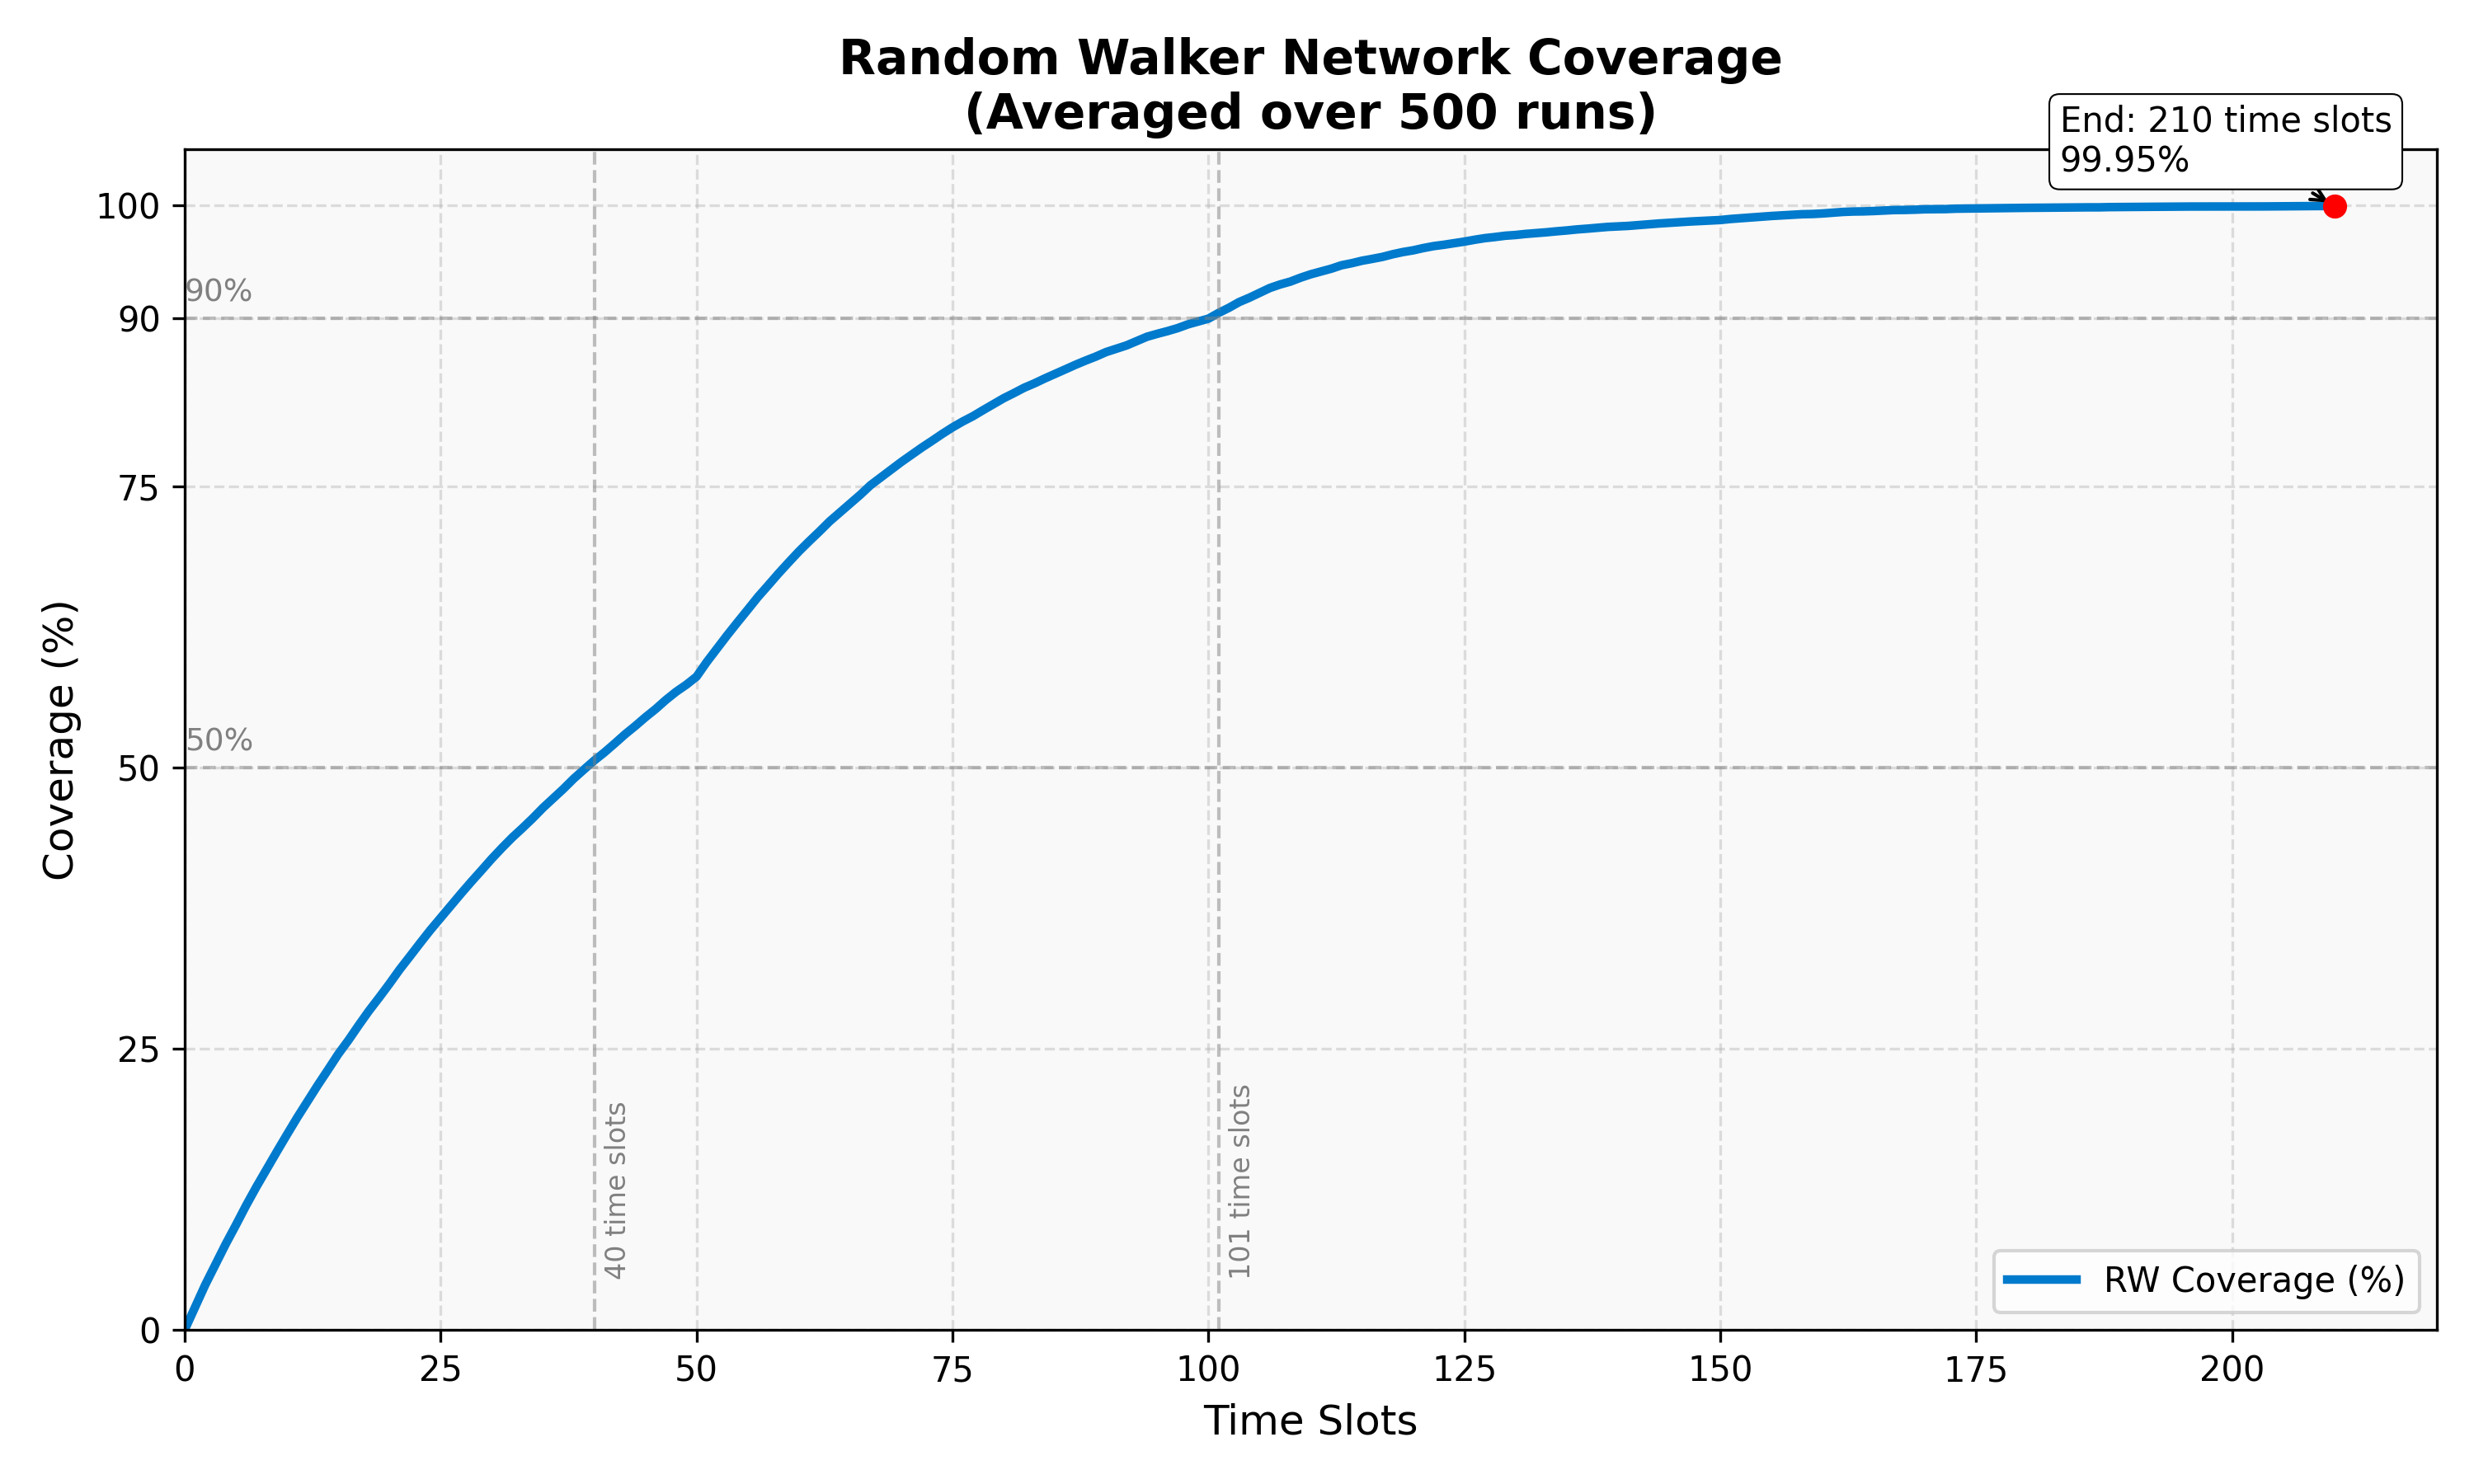 Random Walker Network Coverage
(Averaged over 500 runs)
End: 210 time slots
99.95%
100
90%
90
75
50%
50
25
0
Coverage (%)
40 time slots
101 time slots
RW Coverage (%)
0 25 50 75 100 125 150 175 200
Time Slots